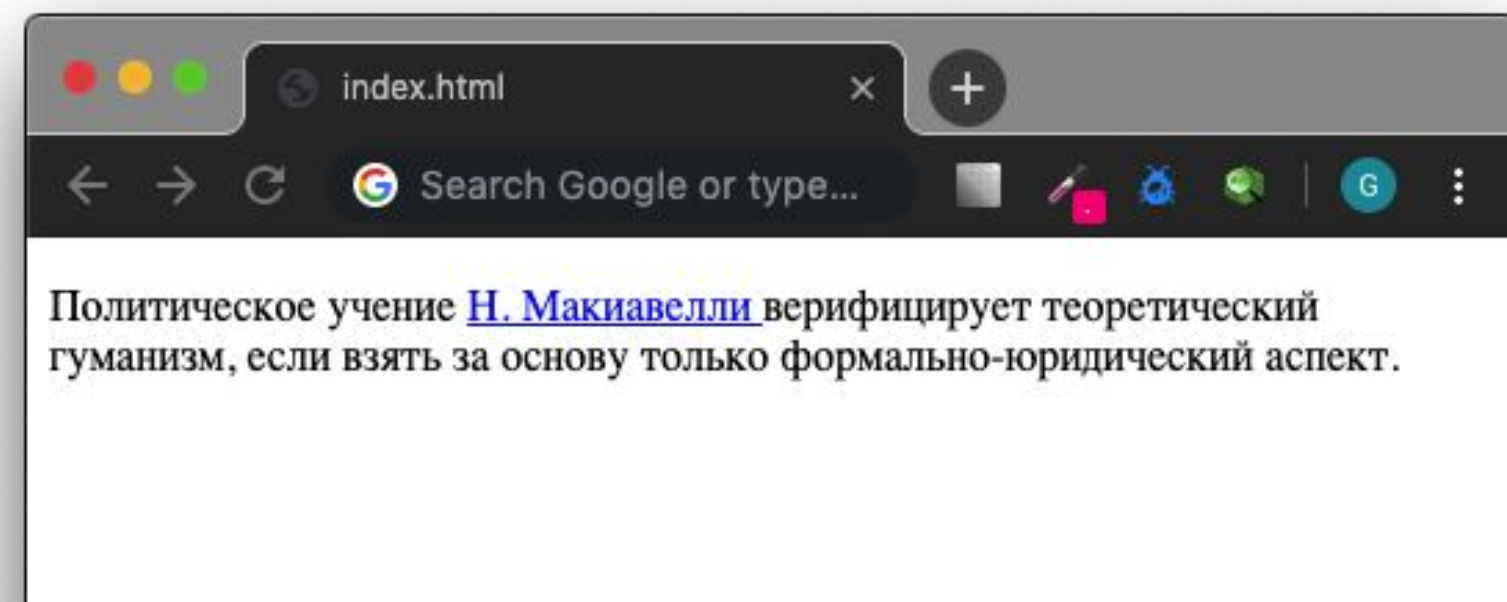 index.html
Search Google or type...
G
Политическое учение Н. Макиавелли верифицирует теоретический
гуманизм, если взять за основу только формально-юридический аспект.